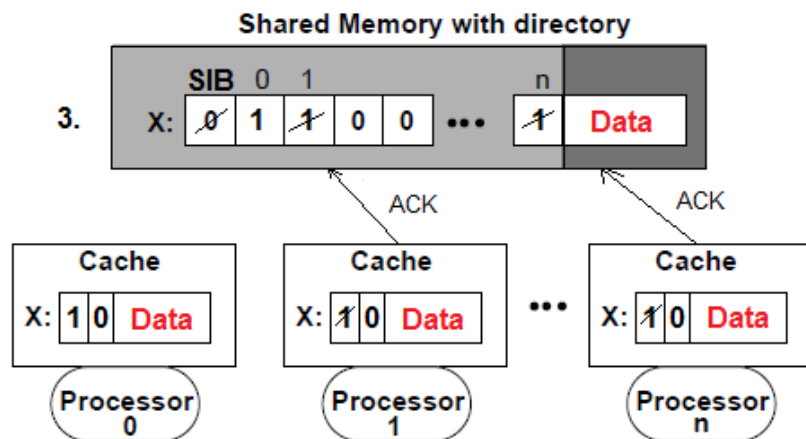 Shared Memory with directory
SIB 0 1 n
3. X: 0 1 1 0 0 ••• 1 Data
ACK ACK
Cache Cache Cache
X: 1 0 Data X: 1 0 Data ••• X: 1 0 Data
Processor 0 Processor 1 Processor n